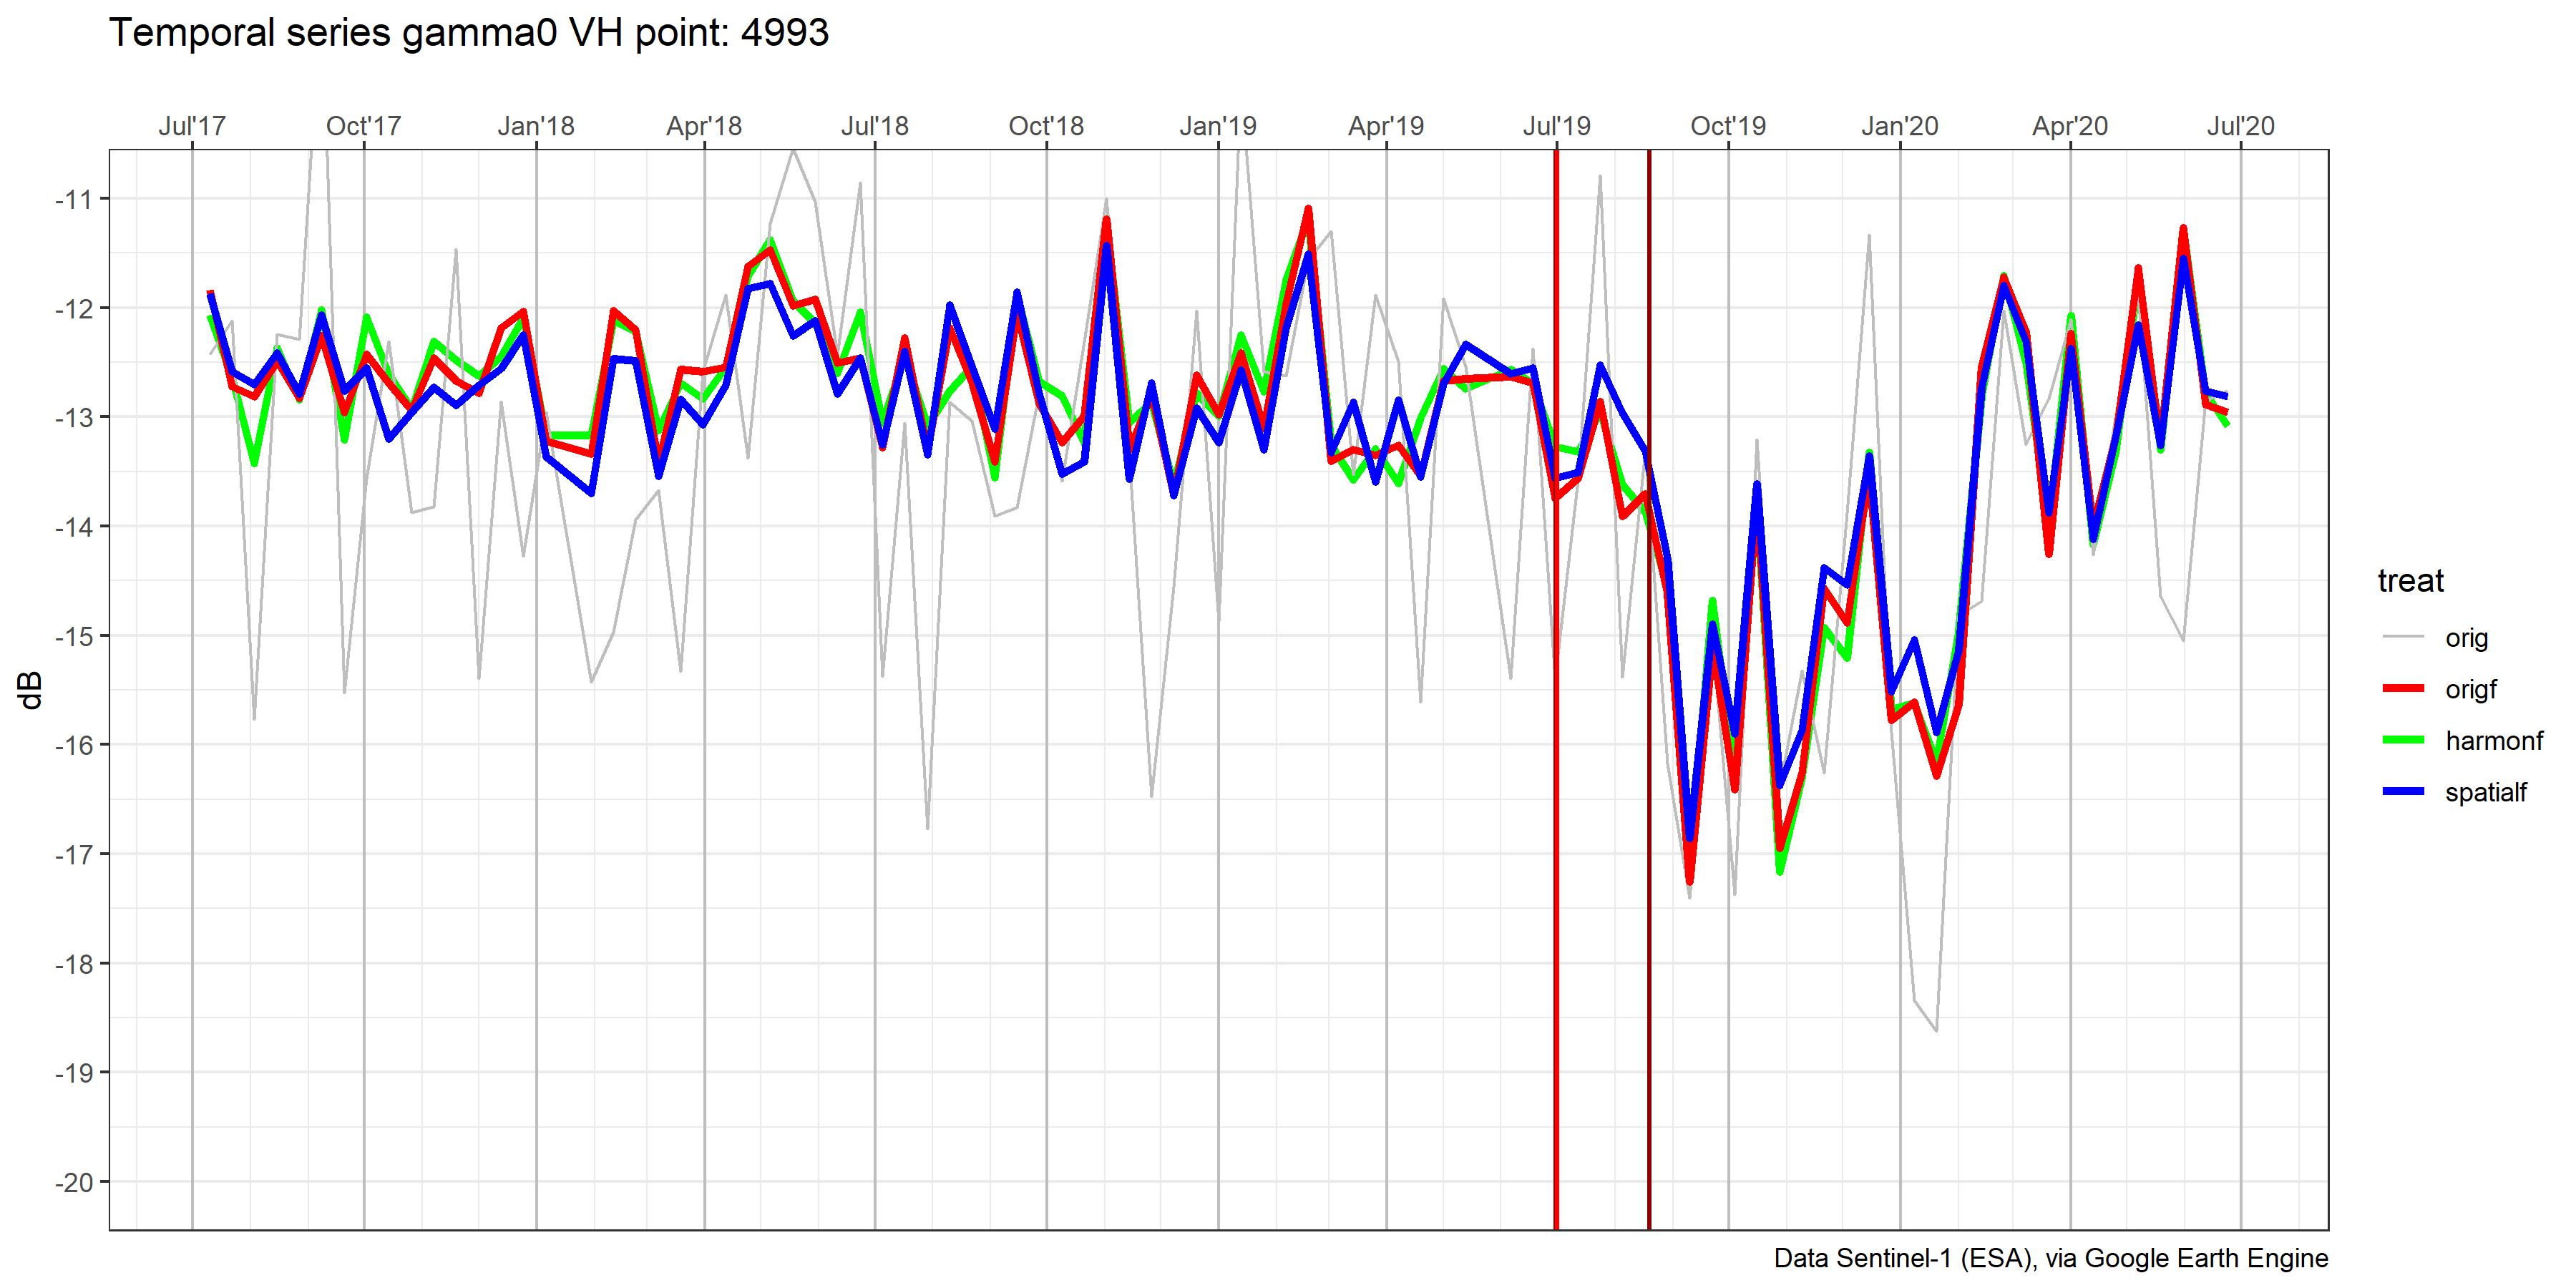 Temporal series gamma0 VH point: 4993
Jul'17 Oct'17 Jan'18 Apr'18 Jul'18 Oct'18 Jan'19 Apr'19 Jul'19 Oct'19 Jan'20 Apr'20 Jul'20
-11
-12
-13
-14
-15
-16
-17
-18
-19
-20
dB
treat
orig
origf
harmonf
spatialf
Data Sentinel-1 (ESA), via Google Earth Engine